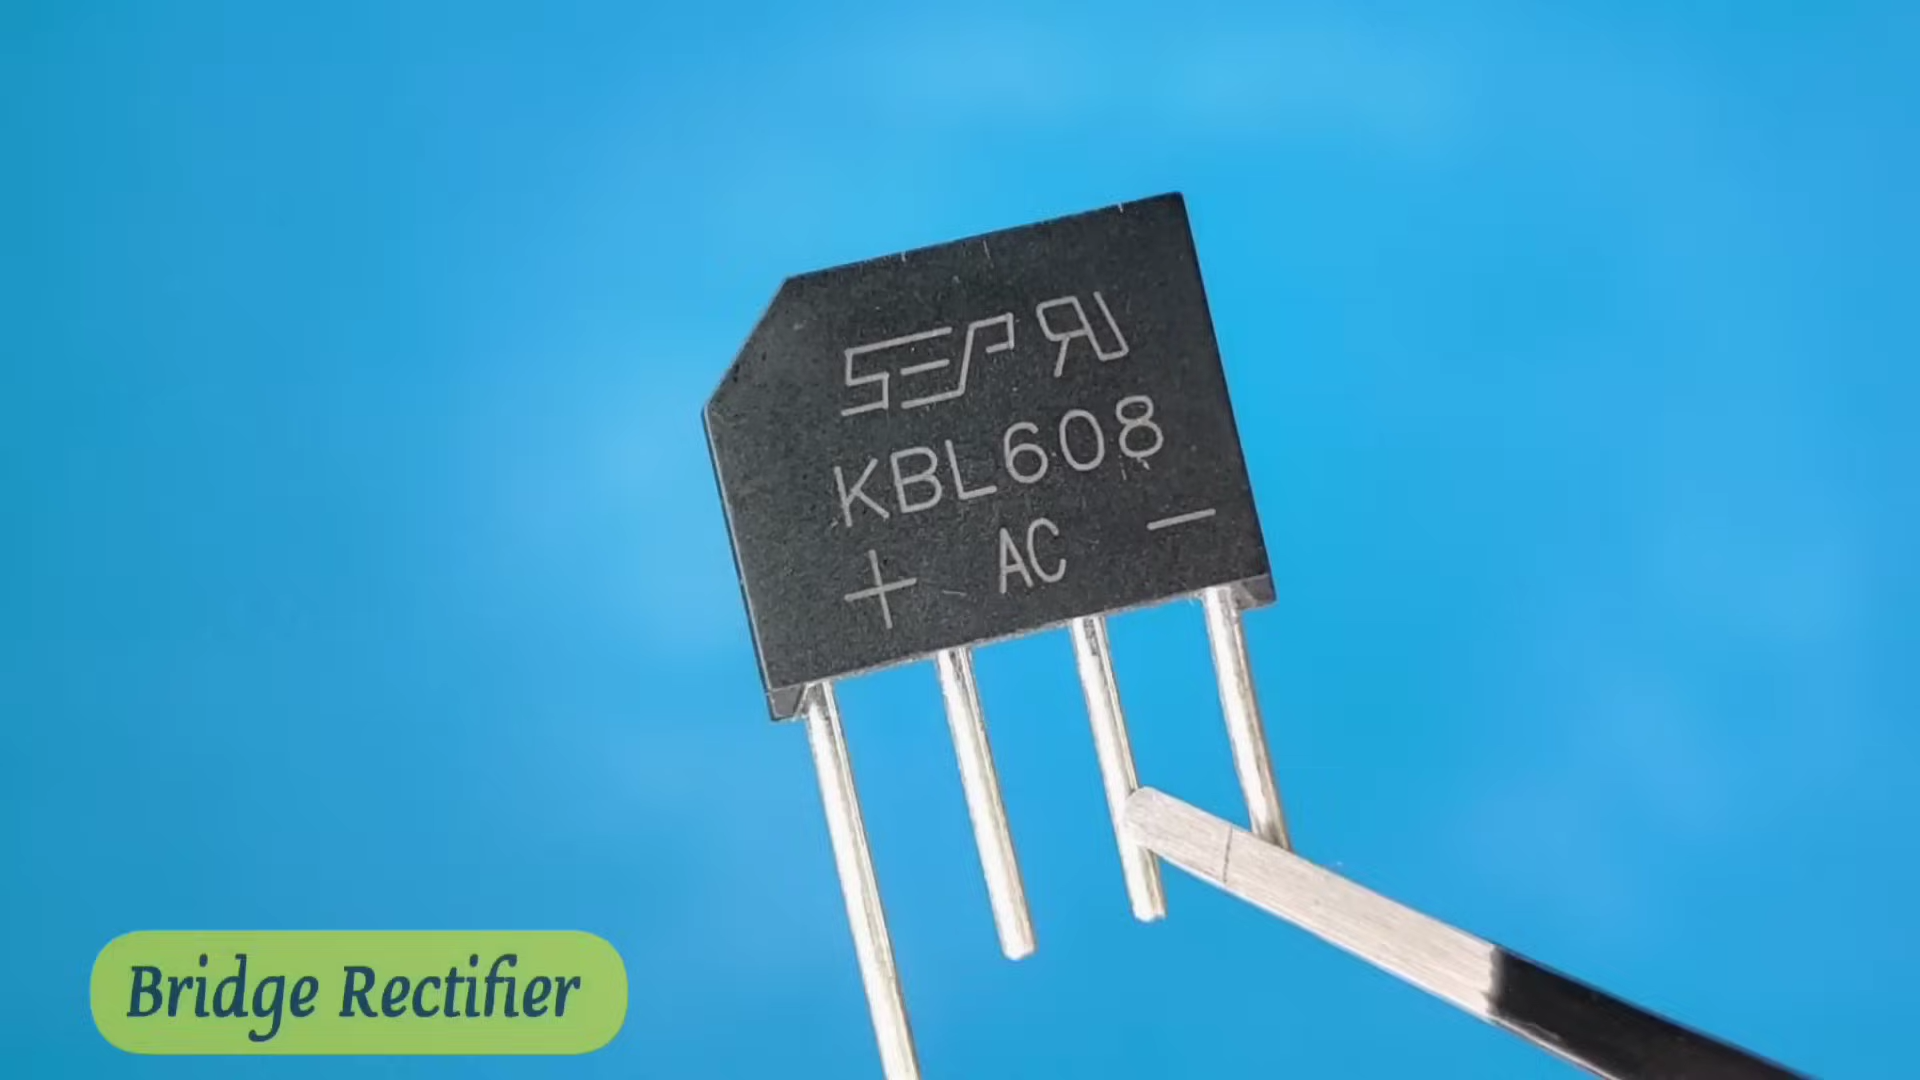 SEP
KBL608
+ AC −
Bridge Rectifier